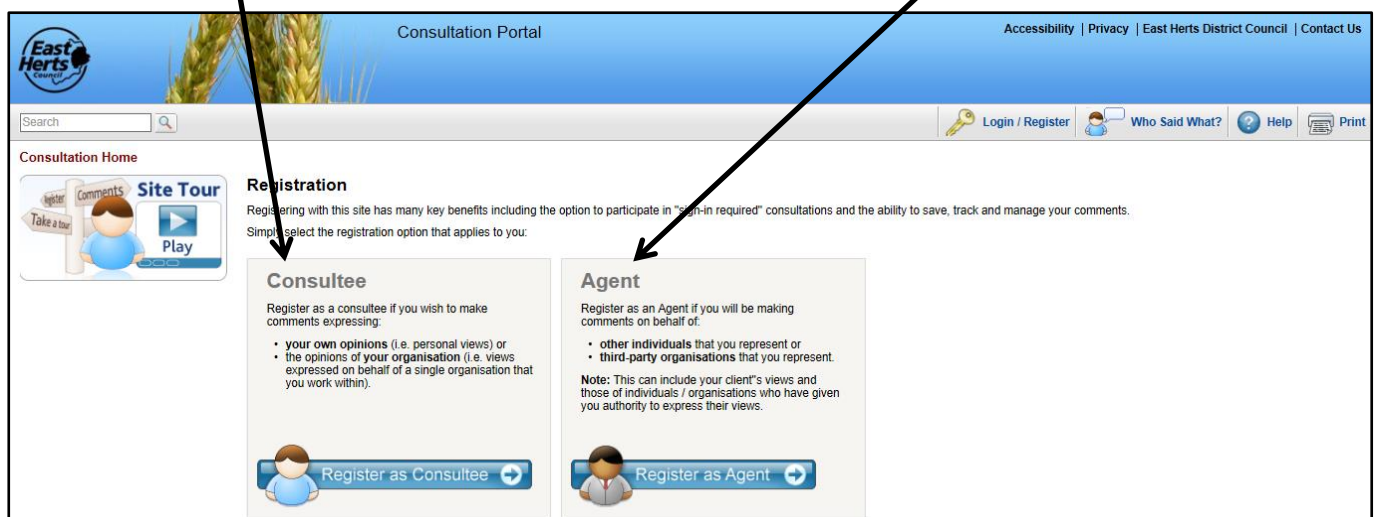 East
Herts
Council
Consultation Portal
Accessibility | Privacy | East Herts District Council | Contact Us
Search
Login / Register
Who Said What?
Help
Print
Consultation Home
Register
Comments
Take a tour
Site Tour
Play
Registration
Registering with this site has many key benefits including the option to participate in "sign-in required" consultations and the ability to save, track and manage your comments.
Simply select the registration option that applies to you:
Consultee
Register as a consultee if you wish to make
comments expressing:
• your own opinions (i.e. personal views) or
• the opinions of your organisation (i.e. views
expressed on behalf of a single organisation that
you work within).
Register as Consultee
Agent
Register as an Agent if you will be making
comments on behalf of:
• other individuals that you represent or
• third-party organisations that you represent.
Note: This can include your client"s views and
those of individuals / organisations who have given
you authority to express their views.
Register as Agent